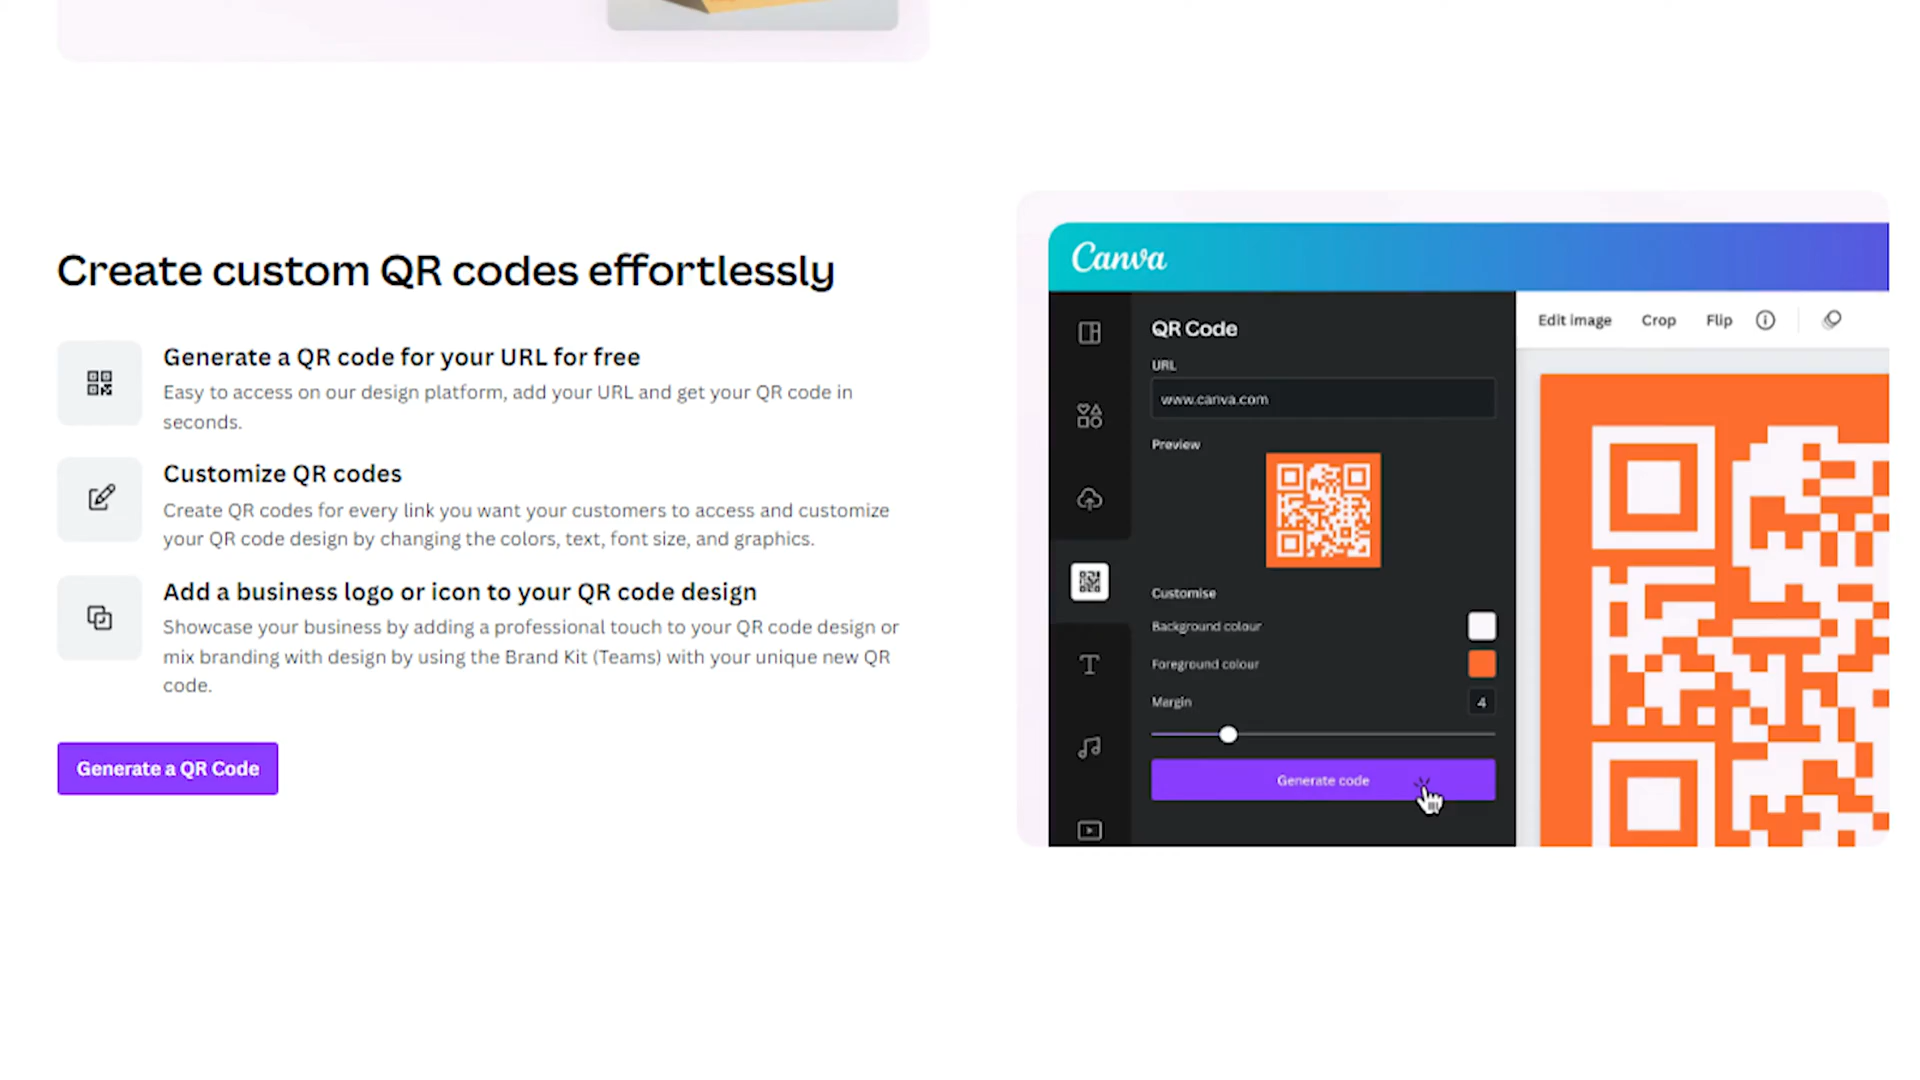 Create custom QR codes effortlessly
Generate a QR code for your URL for free
Easy to access on our design platform, add your URL and get your QR code in
seconds.
Customize QR codes
Create QR codes for every link you want your customers to access and customize
your QR code design by changing the colors, text, font size, and graphics.
Add a business logo or icon to your QR code design
Showcase your business by adding a professional touch to your QR code design or
mix branding with design by using the Brand Kit (Teams) with your unique new QR
code.
Generate a QR Code
Canva
QR Code
URL
www.canva.com
Preview
Customise
Background colour
Foreground colour
Margin
4
Generate code
Edit image Crop Flip